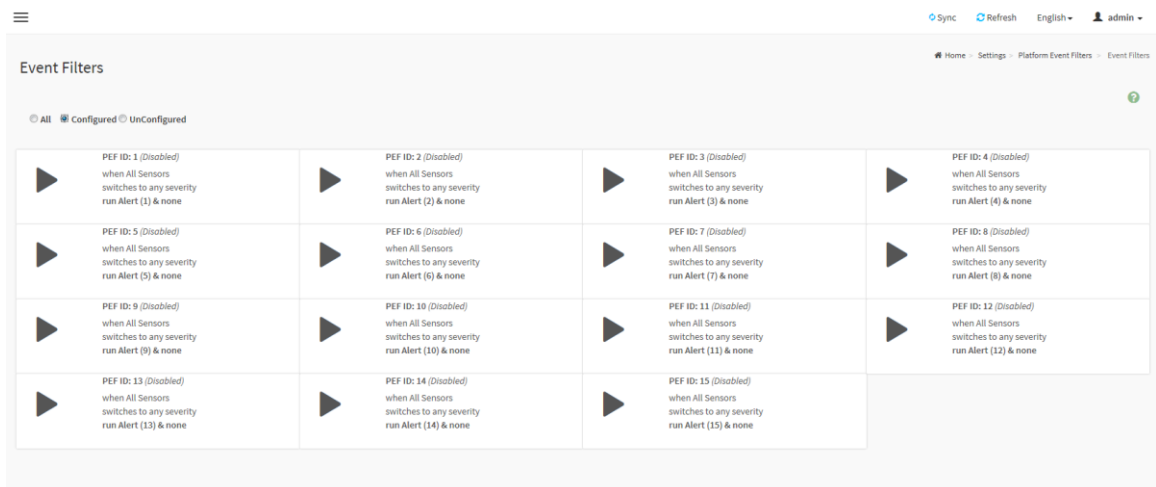 Sync Refresh English admin
Home > Settings > Platform Event Filters > Event Filters
Event Filters
All Configured UnConfigured
PEF ID: 1 (Disabled)
when All Sensors
switches to any severity
run Alert (1) & none
PEF ID: 2 (Disabled)
when All Sensors
switches to any severity
run Alert (2) & none
PEF ID: 3 (Disabled)
when All Sensors
switches to any severity
run Alert (3) & none
PEF ID: 4 (Disabled)
when All Sensors
switches to any severity
run Alert (4) & none
PEF ID: 5 (Disabled)
when All Sensors
switches to any severity
run Alert (5) & none
PEF ID: 6 (Disabled)
when All Sensors
switches to any severity
run Alert (6) & none
PEF ID: 7 (Disabled)
when All Sensors
switches to any severity
run Alert (7) & none
PEF ID: 8 (Disabled)
when All Sensors
switches to any severity
run Alert (8) & none
PEF ID: 9 (Disabled)
when All Sensors
switches to any severity
run Alert (9) & none
PEF ID: 10 (Disabled)
when All Sensors
switches to any severity
run Alert (10) & none
PEF ID: 11 (Disabled)
when All Sensors
switches to any severity
run Alert (11) & none
PEF ID: 12 (Disabled)
when All Sensors
switches to any severity
run Alert (12) & none
PEF ID: 13 (Disabled)
when All Sensors
switches to any severity
run Alert (13) & none
PEF ID: 14 (Disabled)
when All Sensors
switches to any severity
run Alert (14) & none
PEF ID: 15 (Disabled)
when All Sensors
switches to any severity
run Alert (15) & none